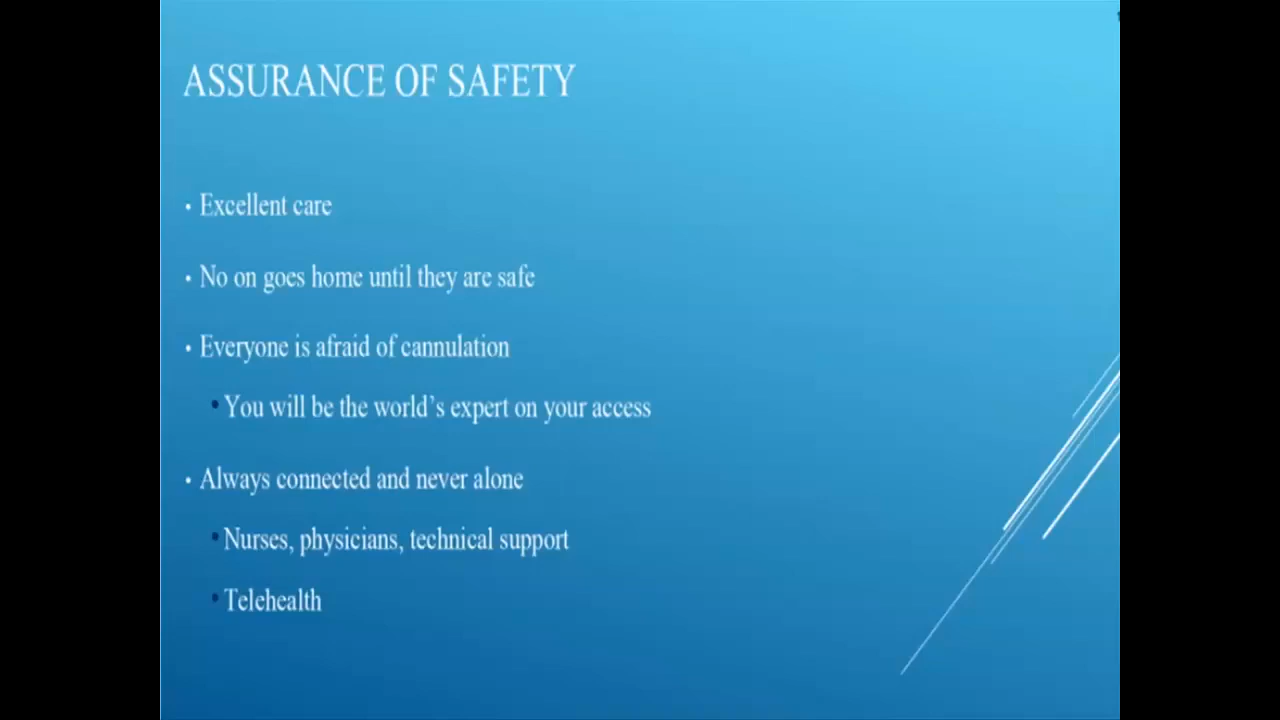 ASSURANCE OF SAFETY
• Excellent care
• No on goes home until they are safe
• Everyone is afraid of cannulation
• You will be the world’s expert on your access
• Always connected and never alone
• Nurses, physicians, technical support
• Telehealth